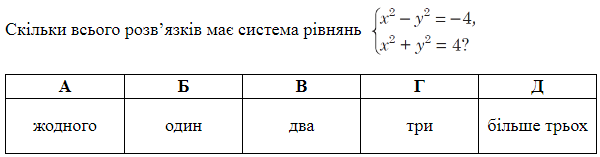 Скільки всього розв’язків має система рівнянь { x² − y² = −4,
x² + y² = 4?
А Б В Г Д
жодного один два три більше трьох